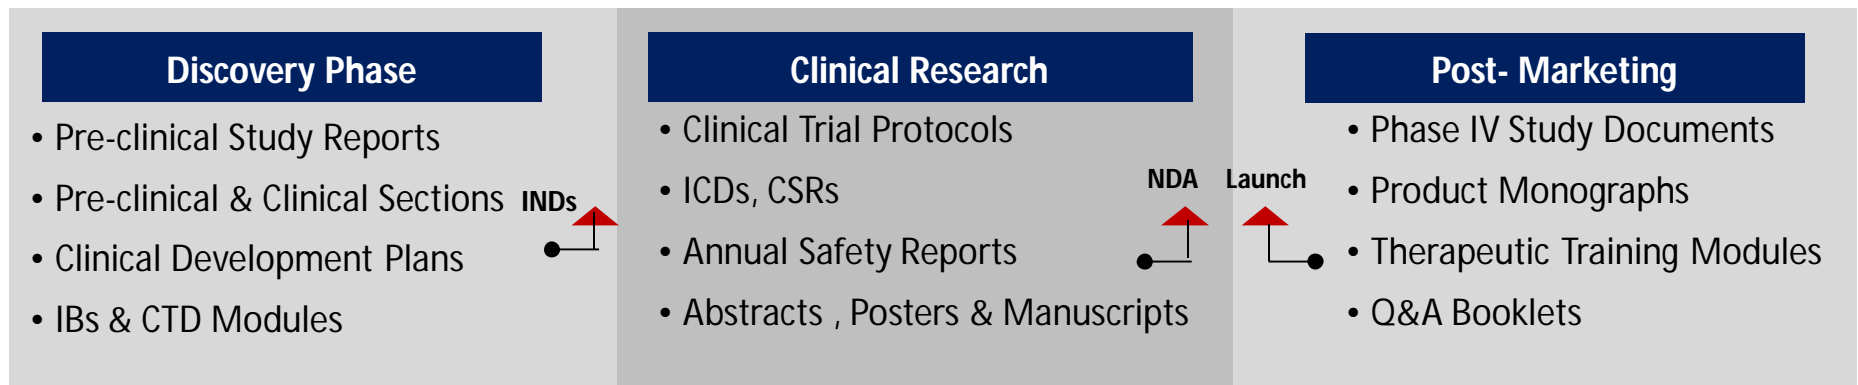 Discovery Phase
• Pre-clinical Study Reports
• Pre-clinical & Clinical Sections
• Clinical Development Plans
• IBs & CTD Modules
INDs
Clinical Research
• Clinical Trial Protocols
• ICDs, CSRs
• Annual Safety Reports
• Abstracts , Posters & Manuscripts
NDA
Launch
Post- Marketing
• Phase IV Study Documents
• Product Monographs
• Therapeutic Training Modules
• Q&A Booklets